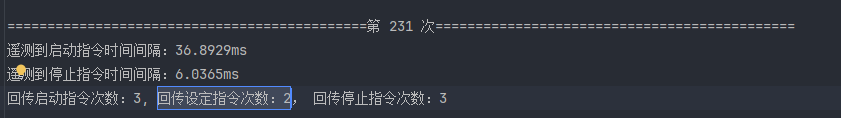 =============================================第 231 次=============================================
遥测到启动指令时间间隔：36.8929ms
遥测到停止指令时间间隔：6.0365ms
回传启动指令次数：3, 回传设定指令次数：2, 回传停止指令次数：3